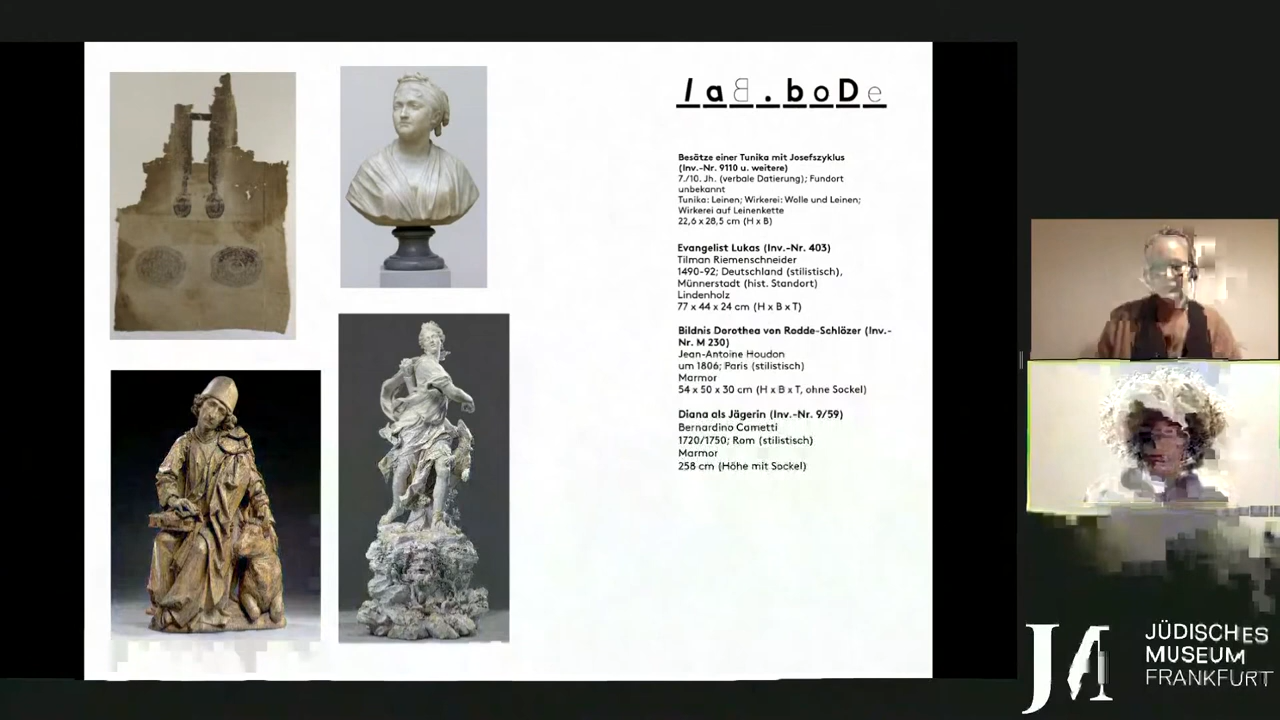 laB.boDe
Besätze einer Tunika mit Josefszyklus
(Inv.-Nr. 9110 u. weitere)
7./10. Jh. (verbale Datierung); Fundort
unbekannt
Tunika: Leinen; Wirkerei: Wolle und Leinen;
Wirkerei auf Leinenkette
22,6 x 28,5 cm (H x B)
Evangelist Lukas (Inv.-Nr. 403)
Tilman Riemenschneider
1490-92; Deutschland (stilistisch),
Münnerstadt (hist. Standort)
Lindenholz
77 x 44 x 24 cm (H x B x T)
Bildnis Dorothea von Rodde-Schlözer (Inv.-
Nr. M 230)
Jean-Antoine Houdon
um 1806; Paris (stilistisch)
Marmor
54 x 50 x 30 cm (H x B x T, ohne Sockel)
Diana als Jägerin (Inv.-Nr. 9/59)
Bernardino Cametti
1720/1750; Rom (stilistisch)
Marmor
258 cm (Höhe mit Sockel)
JÜDISCHES
MUSEUM
FRANKFURT